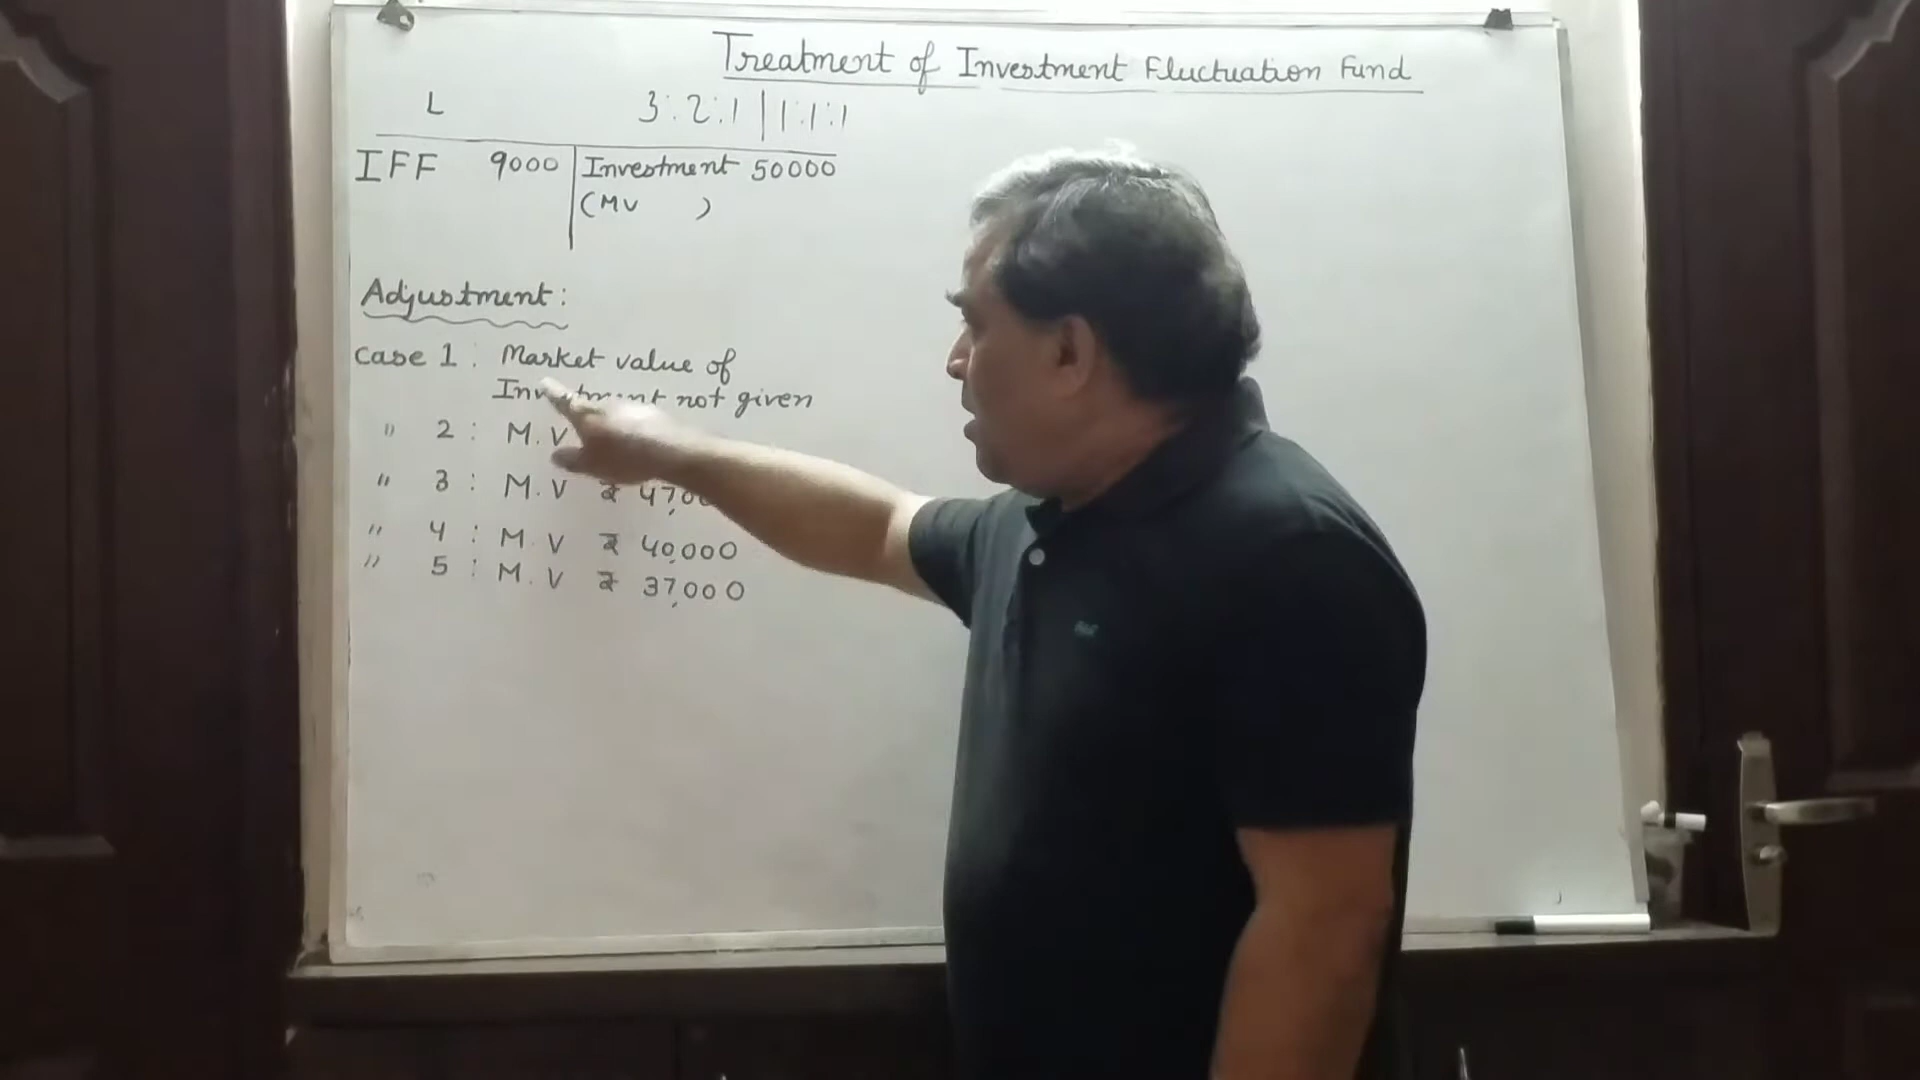 Treatment of Investment Fluctuation Fund
L 3:2:1 | 1:1:1
IFF 9000 Investment 50000
(MV )
Adjustment:
Case 1 : Market value of
not given
" 2 : M.V
" 3 : M.V ₹
" 4 : M.V ₹ 40,000
" 5 : M.V ₹ 37,000